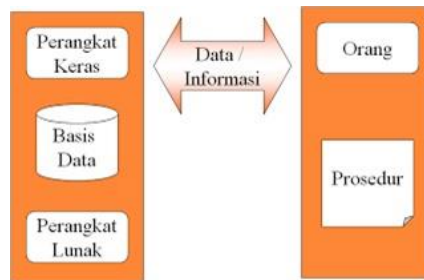 Perangkat
Keras
Basis
Data
Perangkat
Lunak
Data /
Informasi
Orang
Prosedur